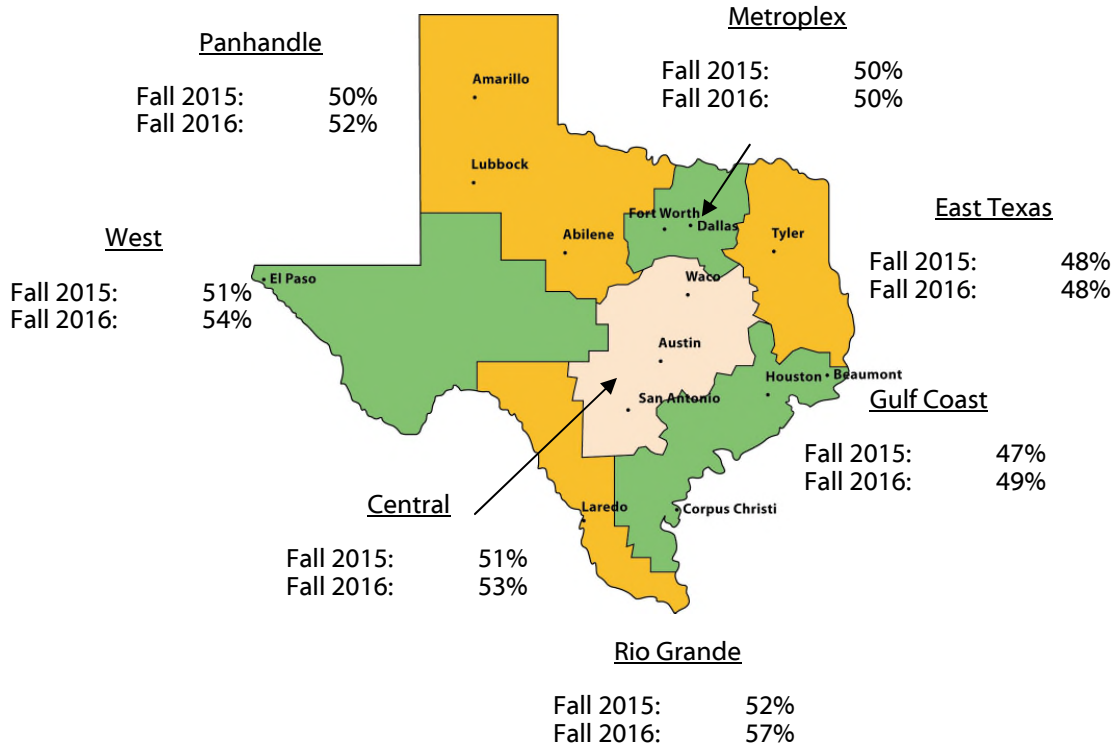 Metroplex
Fall 2015: 50%
Fall 2016: 50%
Panhandle
Fall 2015: 50%
Fall 2016: 52%
Amarillo
Lubbock
Abilene
Fort Worth
Dallas
Tyler
East Texas
Fall 2015: 48%
Fall 2016: 48%
West
Fall 2015: 51%
Fall 2016: 54%
El Paso
Waco
Austin
San Antonio
Houston
Beaumont
Gulf Coast
Fall 2015: 47%
Fall 2016: 49%
Central
Fall 2015: 51%
Fall 2016: 53%
Laredo
Corpus Christi
Rio Grande
Fall 2015: 52%
Fall 2016: 57%